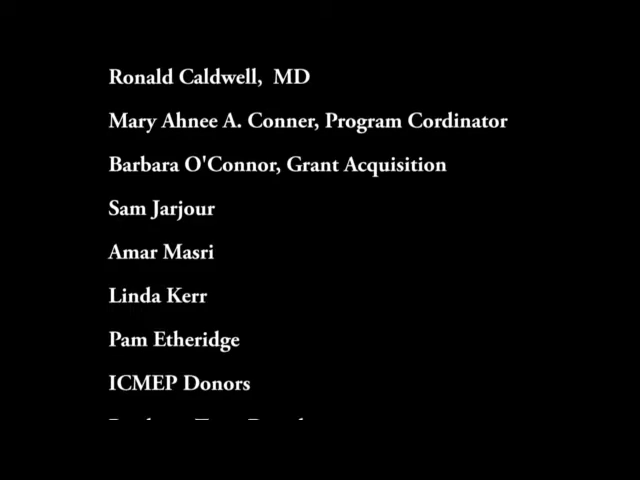 Ronald Caldwell,  MD
Mary Ahnee A. Conner, Program Cordinator
Barbara O'Connor, Grant Acquisition
Sam Jarjour
Amar Masri
Linda Kerr
Pam Etheridge
ICMEP Donors